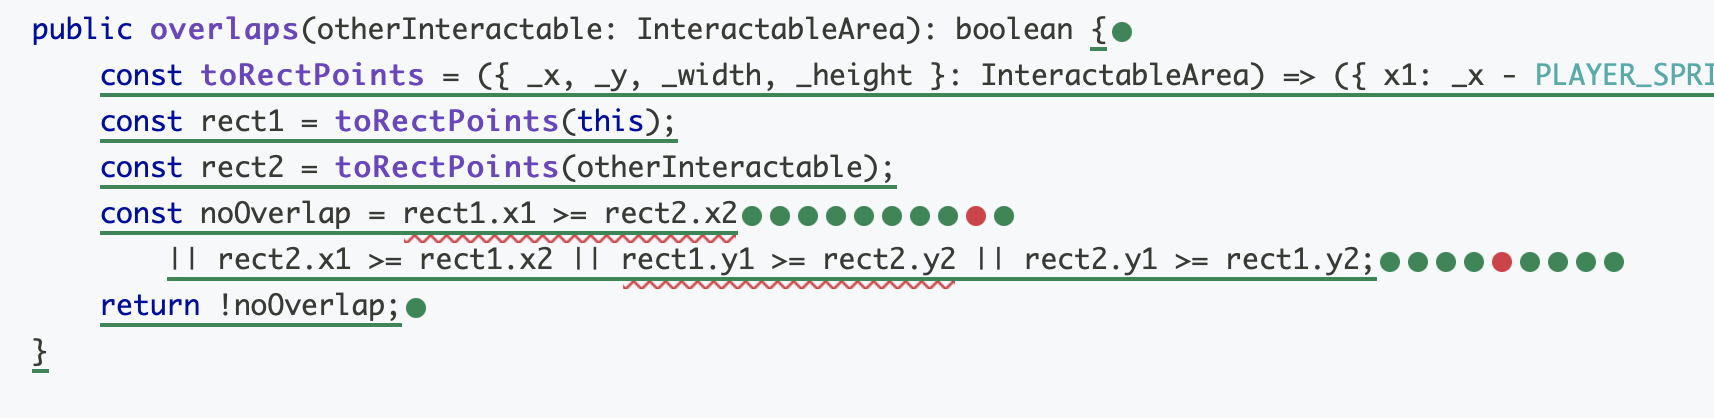 public overlaps(otherInteractable: InteractableArea): boolean {
const toRectPoints = ({ _x, _y, _width, _height }: InteractableArea) => ({ x1: _x - PLAYER_SPRI
const rect1 = toRectPoints(this);
const rect2 = toRectPoints(otherInteractable);
const noOverlap = rect1.x1 >= rect2.x2
|| rect2.x1 >= rect1.x2 || rect1.y1 >= rect2.y2 || rect2.y1 >= rect1.y2;
return !noOverlap;
}